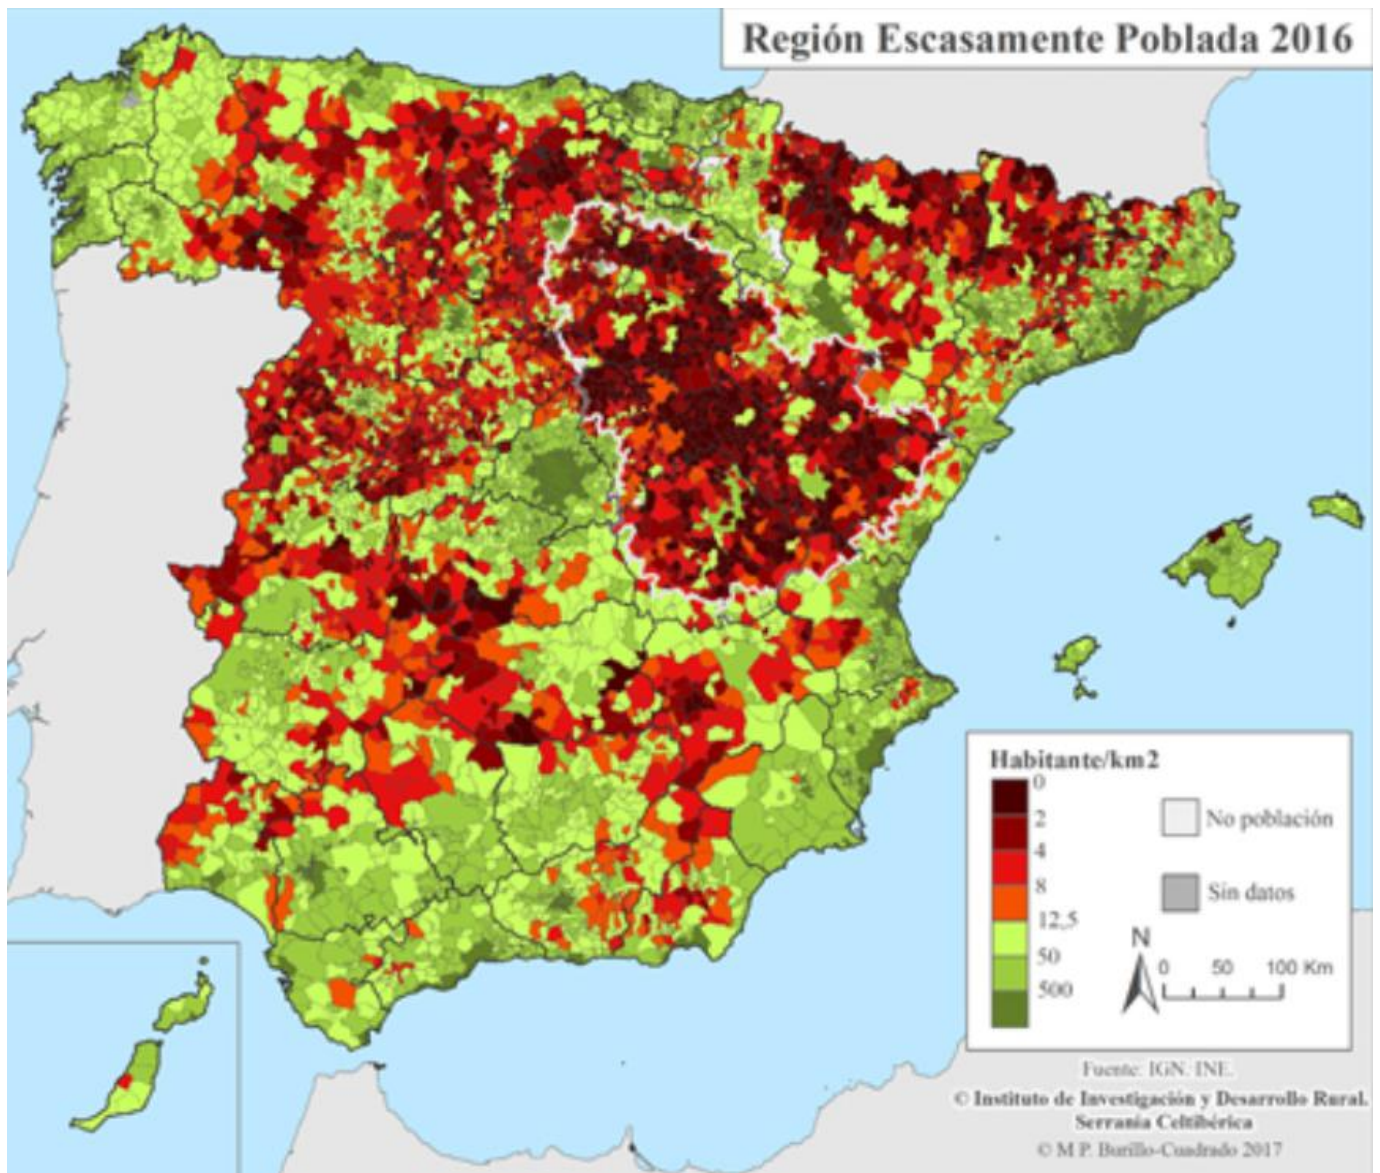 Región Escasamente Poblada 2016
Habitante/km2
0
2
4
8
12,5
50
500
No población
Sin datos
N
0 50 100 Km
Fuente: IGN. INE.
© Instituto de Investigación y Desarrollo Rural.
Serranía Celtibérica
© M P. Burillo-Cuadrado 2017